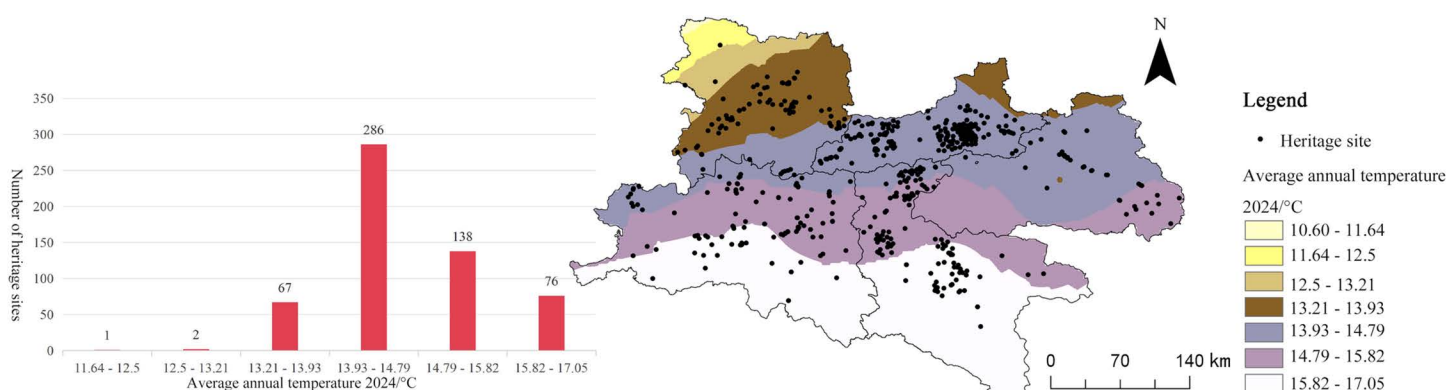 350
300
250
200
150
100
50
0
Number of heritage sites
1
2
67
286
138
76
11.64 - 12.5
12.5 - 13.21
13.21 - 13.93
13.93 - 14.79
14.79 - 15.82
15.82 - 17.05
Average annual temperature 2024/°C
N
0 70 140 km
Legend
Heritage site
Average annual temperature
2024/°C
10.60 - 11.64
11.64 - 12.5
12.5 - 13.21
13.21 - 13.93
13.93 - 14.79
14.79 - 15.82
15.82 - 17.05